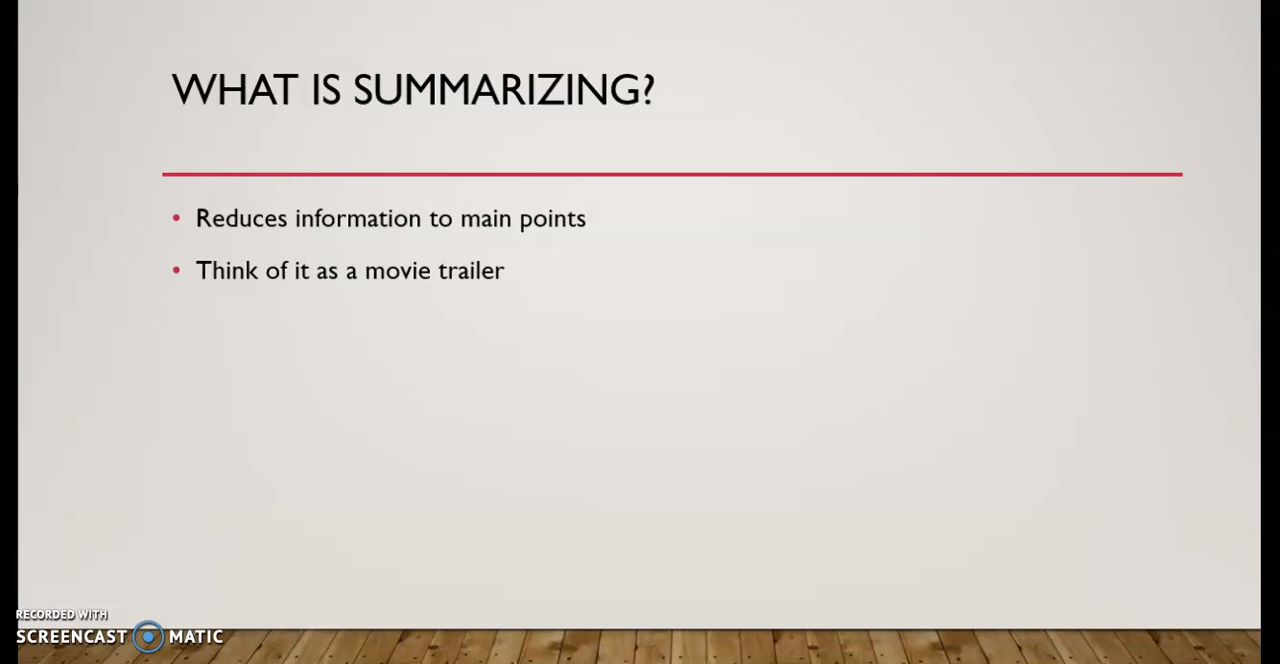 WHAT IS SUMMARIZING?
• Reduces information to main points
• Think of it as a movie trailer
RECORDED WITH
SCREENCAST MATIC